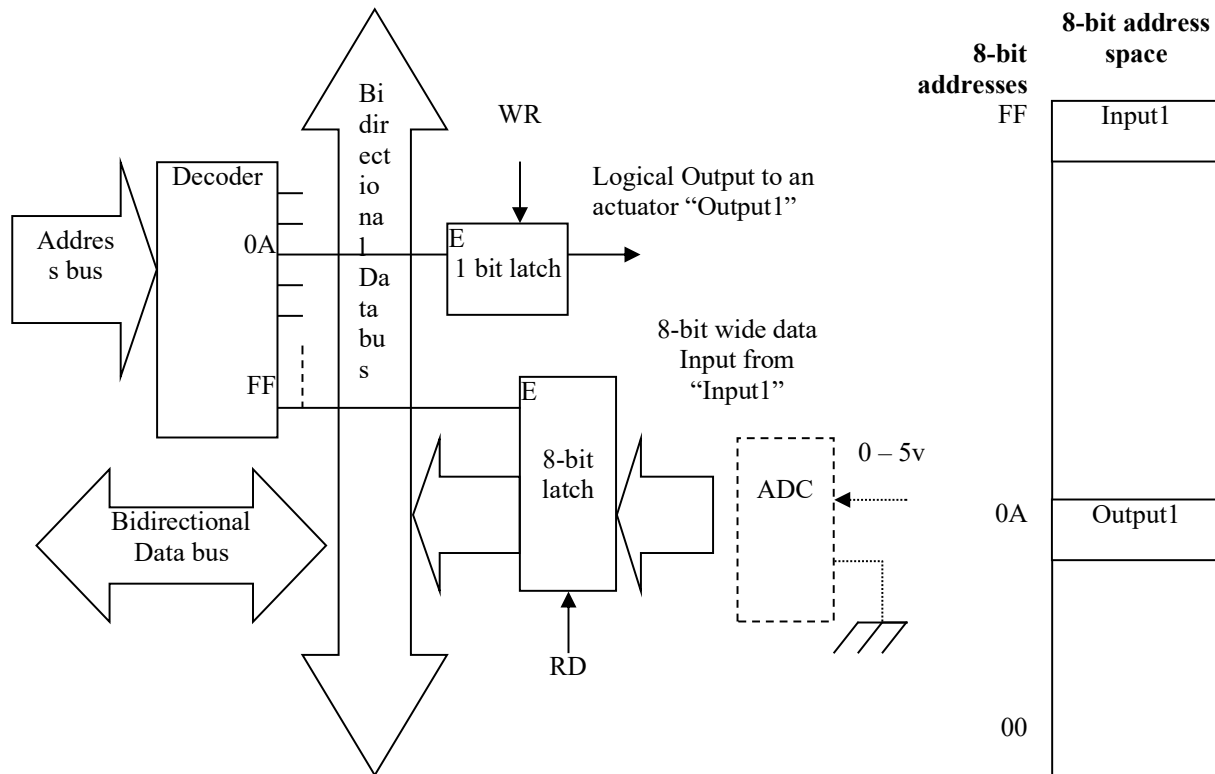 8-bit address
space
8-bit
addresses
FF
Input1
0A
Output1
00
Bi
dir
ect
io
na
l
Da
ta
bu
s
WR
Decoder
Addres
s bus
0A
FF
E
1 bit latch
Logical Output to an
actuator “Output1”
8-bit wide data
Input from
“Input1”
E
8-bit
latch
RD
ADC
0 – 5v
Bidirectional
Data bus